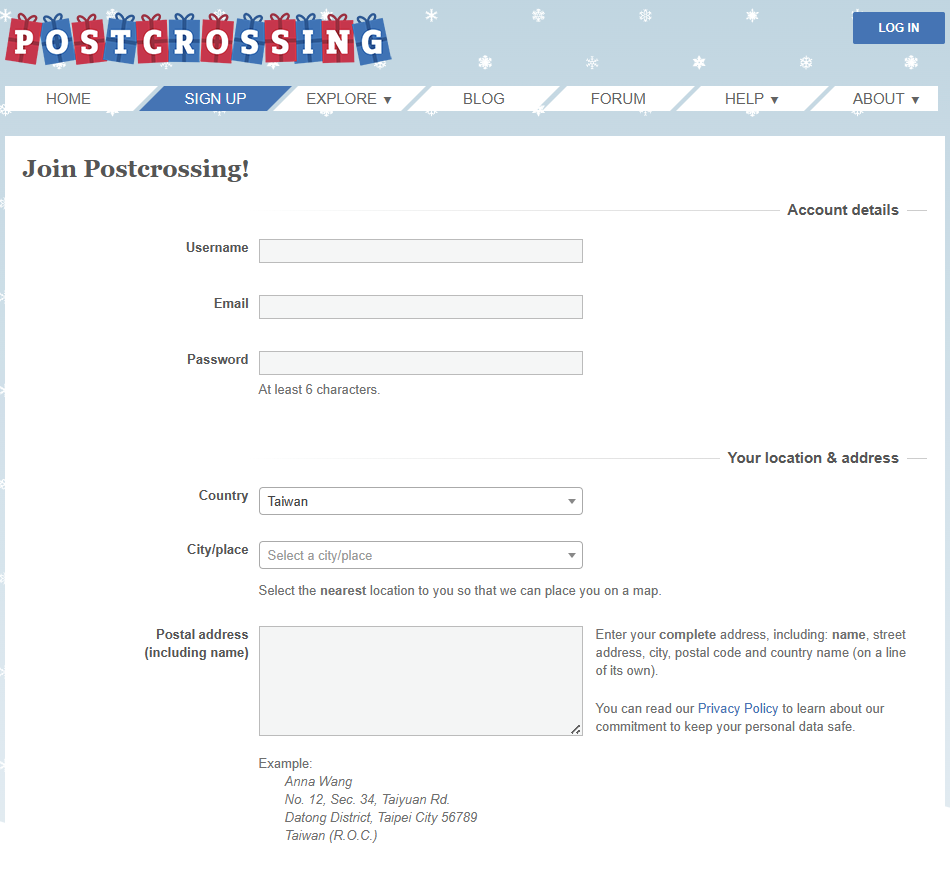 POSTCROSSING
LOG IN
HOME
SIGN UP
EXPLORE ▼
BLOG
FORUM
HELP ▼
ABOUT ▼
Join Postcrossing!
Account details
Username
Email
Password
At least 6 characters.
Your location & address
Country
Taiwan
City/place
Select a city/place
Select the nearest location to you so that we can place you on a map.
Postal address
(including name)
Enter your complete address, including: name, street
address, city, postal code and country name (on a line
of its own).
You can read our Privacy Policy to learn about our
commitment to keep your personal data safe.
Example:
Anna Wang
No. 12, Sec. 34, Taiyuan Rd.
Datong District, Taipei City 56789
Taiwan (R.O.C.)